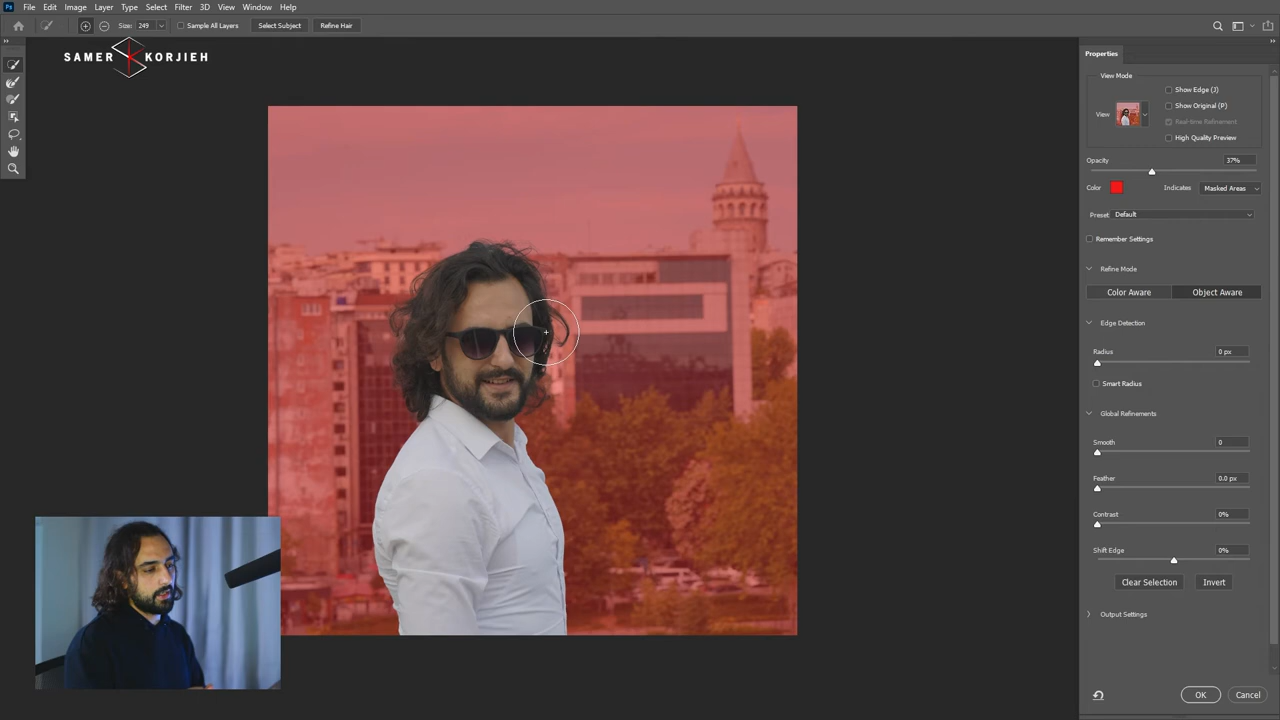 Ps File Edit Image Layer Type Select Filter 3D View Window Help
Size: 249 Sample All Layers Select Subject Refine Hair
SAMER KORJIEH
Properties
View Mode
View
Show Edge (J)
Show Original (P)
Real-time Refinement
High Quality Preview
Opacity 37%
Color Indicates Masked Areas
Preset Default
Remember Settings
Refine Mode
Color Aware Object Aware
Edge Detection
Radius 0 px
Smart Radius
Global Refinements
Smooth 0
Feather 0.0 px
Contrast 0%
Shift Edge 0%
Clear Selection Invert
Output Settings
OK Cancel